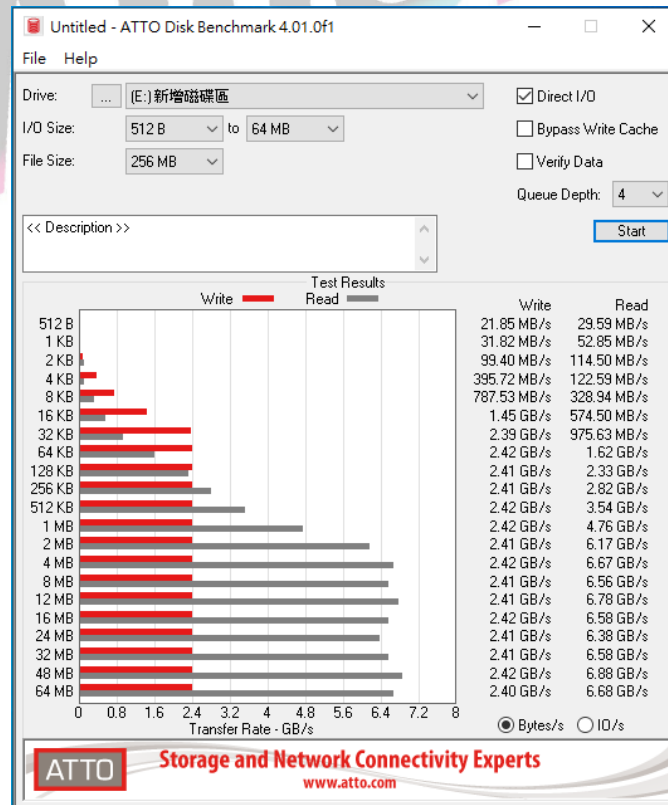 Untitled - ATTO Disk Benchmark 4.01.0f1
File Help
Drive: ... (E:)新增磁碟區
Direct I/O
I/O Size: 512 B to 64 MB
Bypass Write Cache
File Size: 256 MB
Verify Data
Queue Depth: 4
<< Description >>
Start
Test Results
Write Read
Write Read
512 B 21.85 MB/s 29.59 MB/s
1 KB 31.82 MB/s 52.85 MB/s
2 KB 99.40 MB/s 114.50 MB/s
4 KB 395.72 MB/s 122.59 MB/s
8 KB 787.53 MB/s 328.94 MB/s
16 KB 1.45 GB/s 574.50 MB/s
32 KB 2.39 GB/s 975.63 MB/s
64 KB 2.42 GB/s 1.62 GB/s
128 KB 2.41 GB/s 2.33 GB/s
256 KB 2.41 GB/s 2.82 GB/s
512 KB 2.42 GB/s 3.54 GB/s
1 MB 2.42 GB/s 4.76 GB/s
2 MB 2.41 GB/s 6.17 GB/s
4 MB 2.42 GB/s 6.67 GB/s
8 MB 2.41 GB/s 6.56 GB/s
12 MB 2.41 GB/s 6.78 GB/s
16 MB 2.42 GB/s 6.58 GB/s
24 MB 2.41 GB/s 6.38 GB/s
32 MB 2.41 GB/s 6.58 GB/s
48 MB 2.42 GB/s 6.88 GB/s
64 MB 2.40 GB/s 6.68 GB/s
0 0.8 1.6 2.4 3.2 4 4.8 5.6 6.4 7.2 8
Transfer Rate - GB/s
Bytes/s IO/s
ATTO
Storage and Network Connectivity Experts
www.atto.com